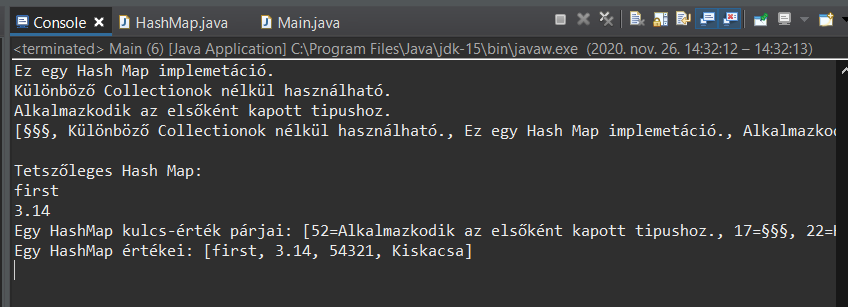 Console HashMap.java Main.java
<terminated> Main (6) [Java Application] C:\Program Files\Java\jdk-15\bin\javaw.exe (2020. nov. 26. 14:32:12 – 14:32:13)
Ez egy Hash Map implemetáció.
Különböző Collectionok nélkül használható.
Alkalmazkodik az elsőként kapott tipushoz.
[§§§, Különböző Collectionok nélkül használható., Ez egy Hash Map implemetáció., Alkalmazkod
Tetszőleges Hash Map:
first
3.14
Egy HashMap kulcs-érték párjai: [52=Alkalmazkodik az elsőként kapott tipushoz., 17=§§§, 22=
Egy HashMap értékei: [first, 3.14, 54321, Kiskacsa]